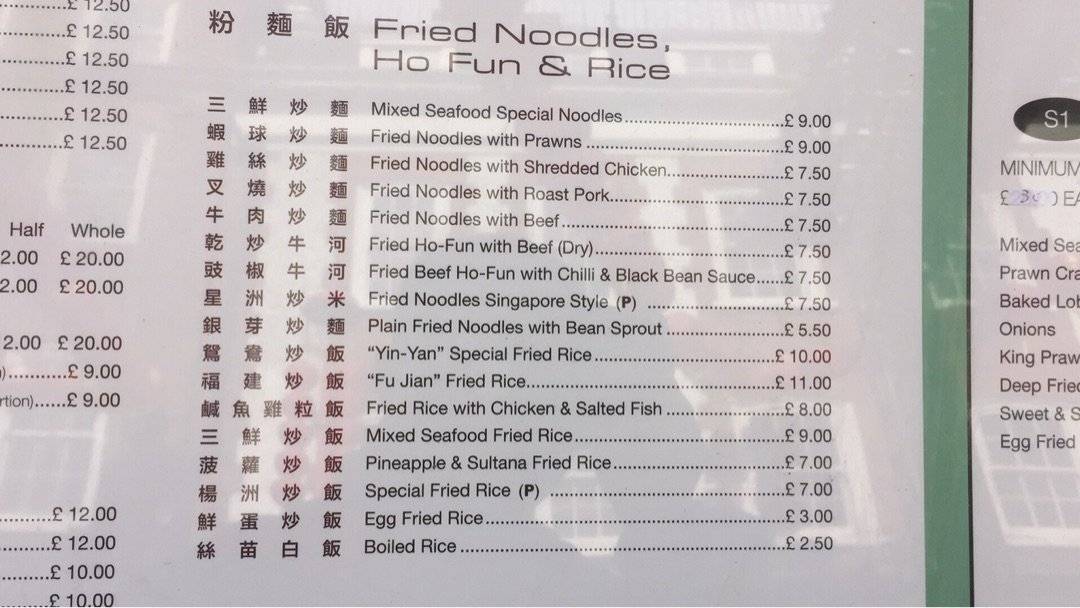 £ 12.50
£ 12.50
£ 12.50
£ 12.50
£ 12.50
£ 12.50
Half Whole
2.00 £ 20.00
2.00 £ 20.00
2.00 £ 20.00
)..........£ 9.00
rtion)......£ 9.00
£ 12.00
£ 12.00
£ 10.00
£ 10.00
粉 麵 飯 Fried Noodles,
Ho Fun & Rice
三鮮炒麵 Mixed Seafood Special Noodles..............................£ 9.00
蝦球炒麵 Fried Noodles with Prawns ......................................£ 9.00
雞絲炒麵 Fried Noodles with Shredded Chicken......................£ 7.50
叉燒炒麵 Fried Noodles with Roast Pork.................................£ 7.50
牛肉炒麵 Fried Noodles with Beef..........................................£ 7.50
乾炒牛河 Fried Ho-Fun with Beef (Dry)....................................£ 7.50
豉椒牛河 Fried Beef Ho-Fun with Chilli & Black Bean Sauce......£ 7.50
星洲炒米 Fried Noodles Singapore Style (P) ..........................£ 7.50
銀芽炒麵 Plain Fried Noodles with Bean Sprout ......................£ 5.50
鴛鴦炒飯 “Yin-Yan” Special Fried Rice..................................£ 10.00
福建炒飯 “Fu Jian” Fried Rice................................................£ 11.00
鹹魚雞粒飯 Fried Rice with Chicken & Salted Fish ......................£ 8.00
三鮮炒飯 Mixed Seafood Fried Rice.......................................£ 9.00
菠蘿炒飯 Pineapple & Sultana Fried Rice................................£ 7.00
楊洲炒飯 Special Fried Rice (P) ............................................£ 7.00
鮮蛋炒飯 Egg Fried Rice........................................................£ 3.00
絲苗白飯 Boiled Rice.............................................................£ 2.50
S1
MINIMUM
Mixed Sea
Prawn Cra
Baked Lob
Onions
King Praw
Deep Fried
Sweet & S
Egg Fried